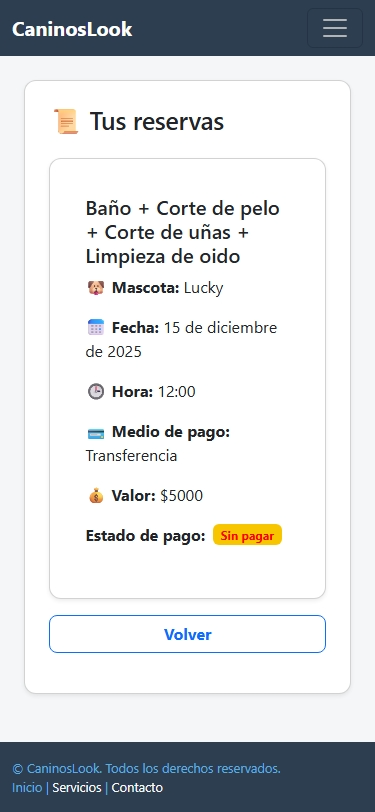 CaninosLook
Tus reservas
Baño + Corte de pelo
+ Corte de uñas +
Limpieza de oido
Mascota: Lucky
Fecha: 15 de diciembre
de 2025
Hora: 12:00
Medio de pago:
Transferencia
Valor: $5000
Estado de pago: Sin pagar
Volver
© CaninosLook. Todos los derechos reservados.
Inicio | Servicios | Contacto